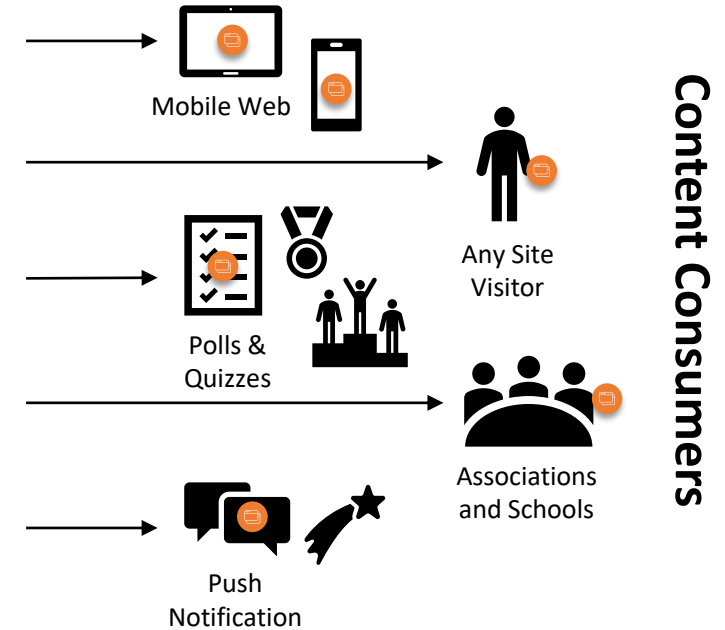 Mobile Web
Any Site
Visitor
Polls &
Quizzes
Associations
and Schools
Push
Notification
Content Consumers